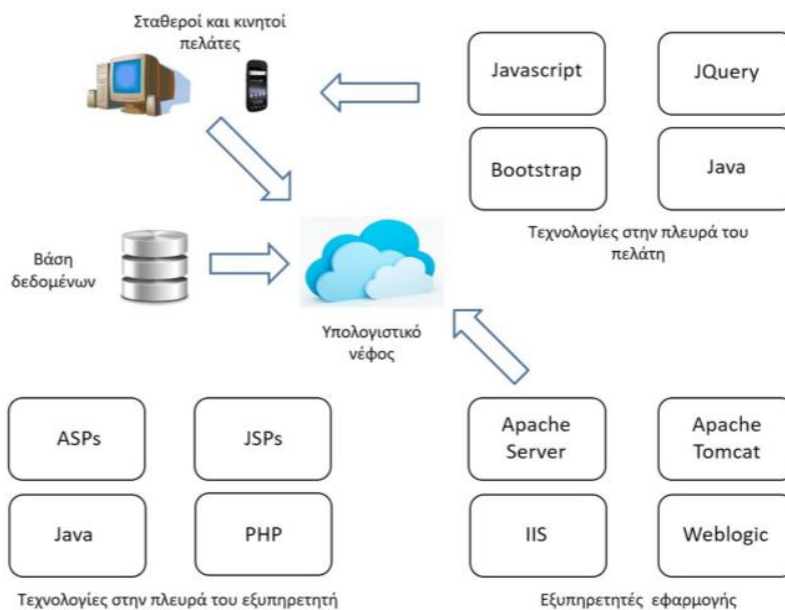 Σταθεροί και κινητοί
πελάτες
Javascript
JQuery
Bootstrap
Java
Τεχνολογίες στην πλευρά του
πελάτη
Βάση
δεδομένων
Υπολογιστικό
νέφος
ASPs
JSPs
Java
PHP
Τεχνολογίες στην πλευρά του εξυπηρετητή
Apache
Server
Apache
Tomcat
IIS
Weblogic
Εξυπηρετητές εφαρμογής